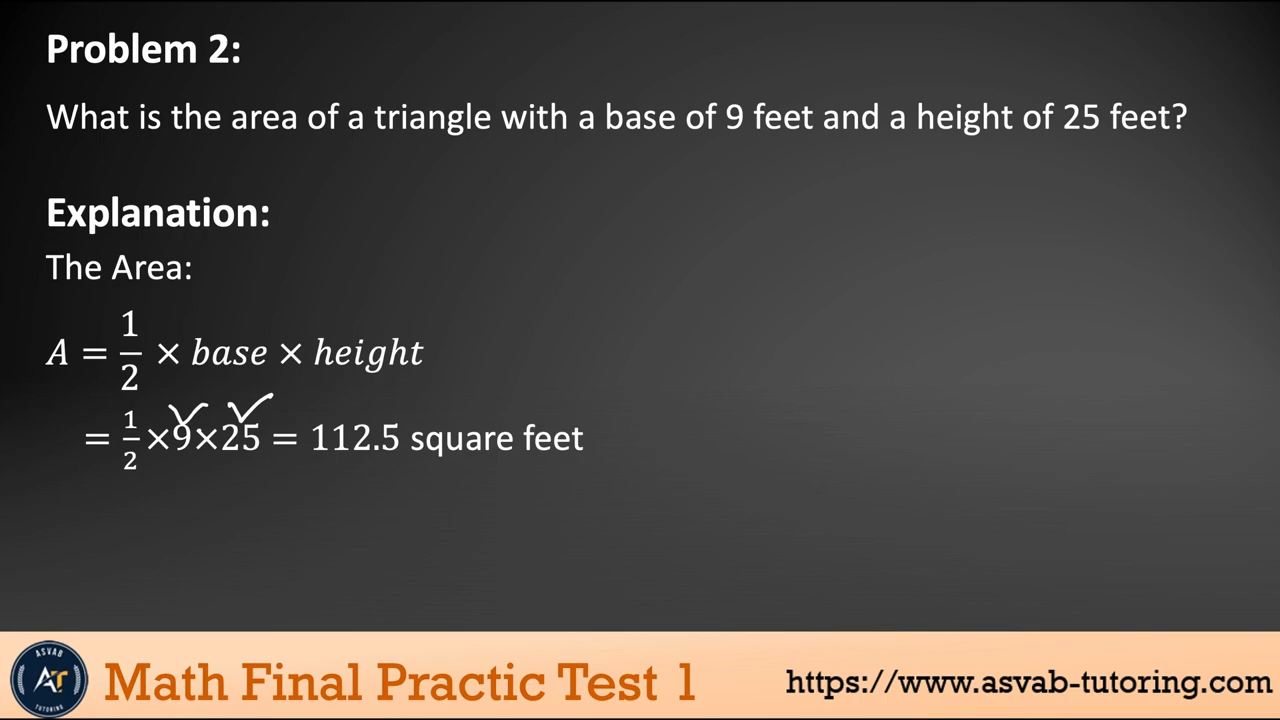 Problem 2:
What is the area of a triangle with a base of 9 feet and a height of 25 feet?
Explanation:
The Area:
A = 1/2 × base × height
= 1/2 ×9×25 = 112.5 square feet
ASVAB
AT
TUTORING
Math Final Practic Test 1
https://www.asvab-tutoring.com